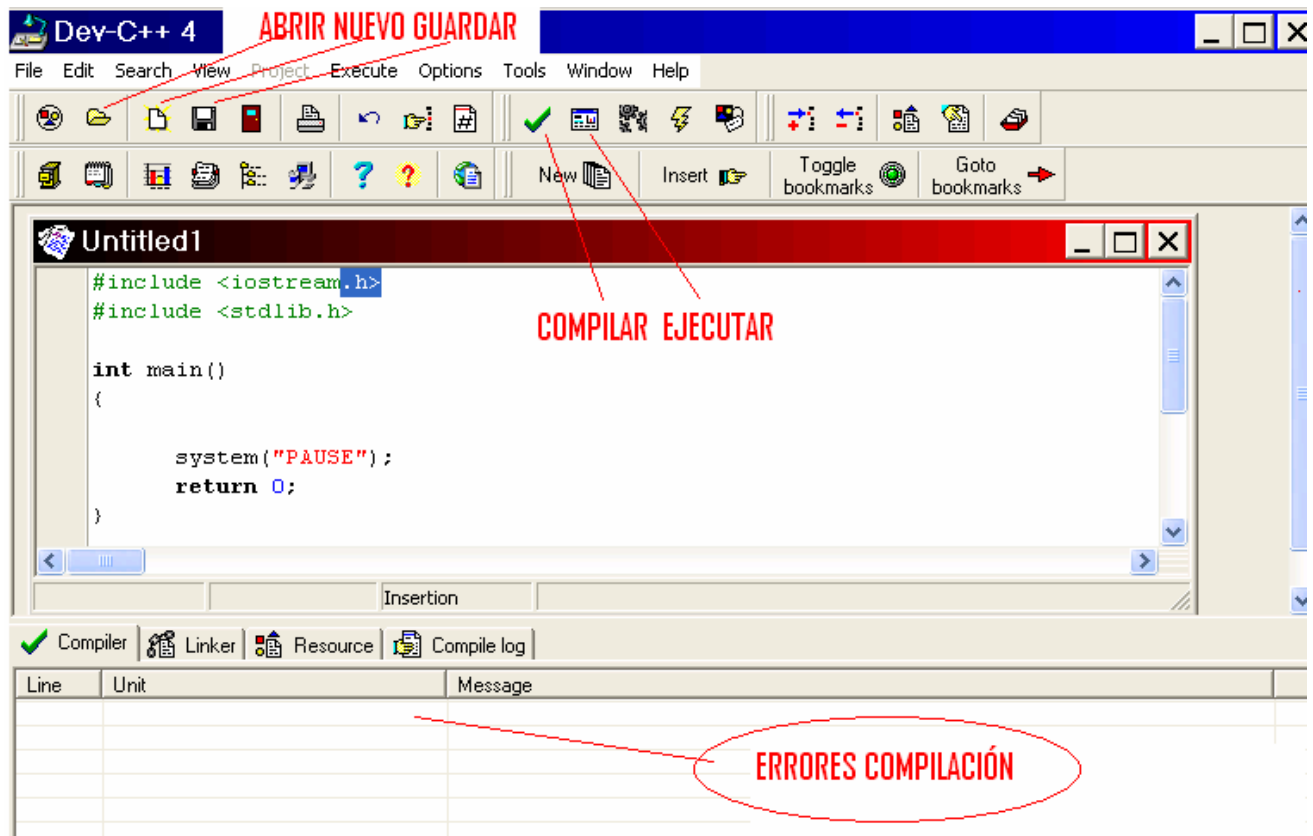 Dev-C++ 4
ABRIR NUEVO GUARDAR
File Edit Search View Project Execute Options Tools Window Help
New Insert Toggle bookmarks Goto bookmarks
Untitled1
#include <iostream.h>
#include <stdlib.h>
COMPILAR EJECUTAR
int main()
{
system("PAUSE");
return 0;
}
Insertion
Compiler Linker Resource Compile log
Line Unit Message
ERRORES COMPILACIÓN